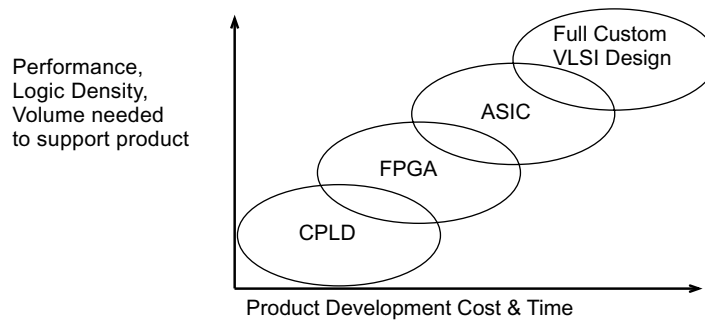 Full Custom
VLSI Design
Performance,
Logic Density,
Volume needed
to support product
ASIC
FPGA
CPLD
Product Development Cost & Time